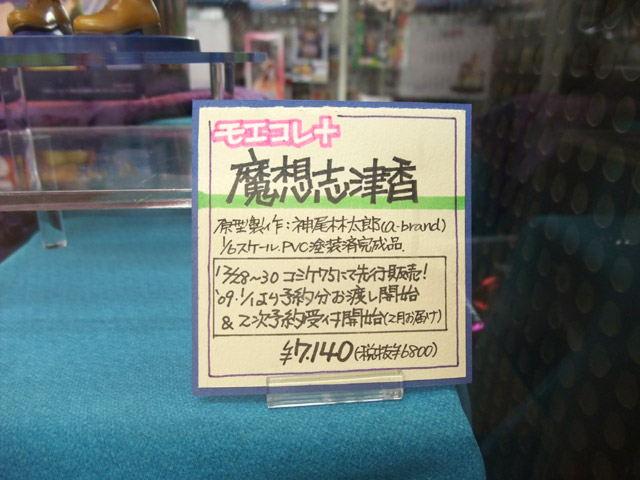 モエコレ+
魔想志津香
原型製作:神尾林太郎(a-brand)
1/6スケール.PVC塗装済完成品.
12/28~30 コミケ75にて先行販売!
'09.1/1より予約分お渡し開始
&2次予約受付開始(2月お届け)
¥7.140(税抜¥6800)